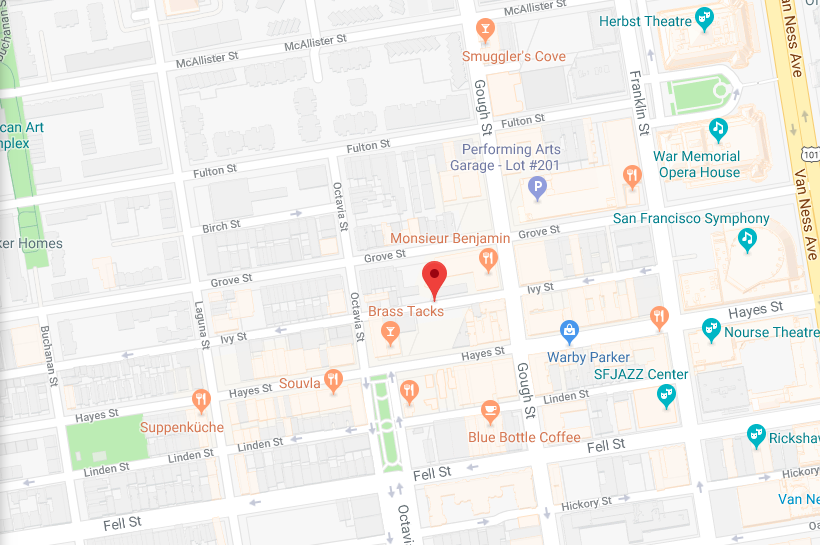 Buchanan St
McAllister St
McAllister St
Herbst Theatre
Van Ness Ave
Smuggler's Cove
Gough St
Franklin St
Fulton St
Fulton St
Fulton St
can Art
plex
Performing Arts
Garage - Lot #201
War Memorial
Opera House
101
Van Ness Ave
Octavia St
Birch St
San Francisco Symphony
ker Homes
Monsieur Benjamin
Grove St
Grove St
Grove St
Ivy St
Brass Tacks
Octavia St
Laguna St
Buchanan St
Ivy St
Hayes St
Nourse Theatre
Warby Parker
Hayes St
Gough St
SFJAZZ Center
Souvla
Hayes St
Linden St
Hayes St
Suppenküche
Blue Bottle Coffee
Rickshaw
Linden St
Linden St
Linden St
Fell St
Fell St
Hickory
Hickory St
Van Ne
Fell St
Octavia
Oa